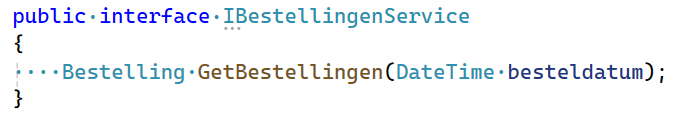 public interface IBestellingenService
{
    Bestelling GetBestellingen(DateTime besteldatum);
}